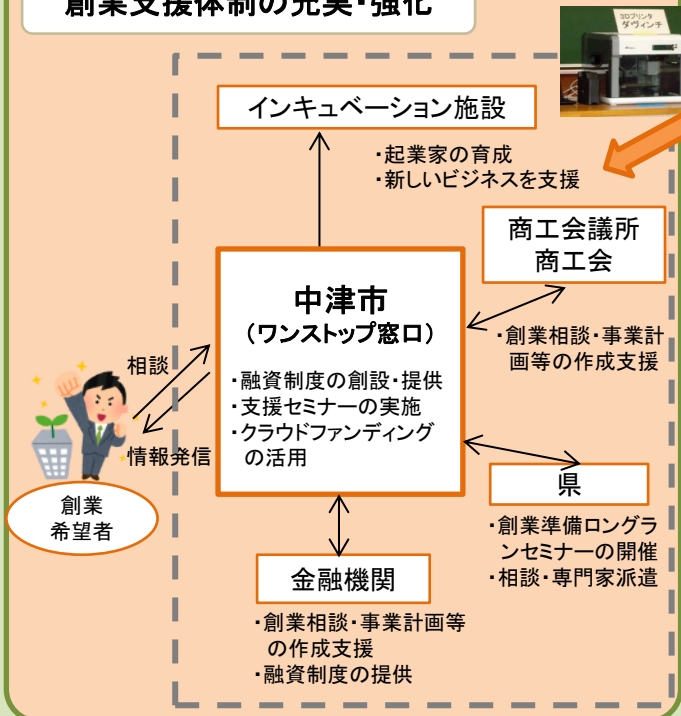 創業支援体制の充実・強化
3Dプリンタ
ダヴィンチ
インキュベーション施設
・起業家の育成
・新しいビジネスを支援
商工会議所
商工会
・創業相談・事業計
画等の作成支援
中津市
(ワンストップ窓口)
・融資制度の創設・提供
・支援セミナーの実施
・クラウドファンディング
の活用
相談
情報発信
創業
希望者
県
・創業準備ロングラ
ンセミナーの開催
・相談・専門家派遣
金融機関
・創業相談・事業計画等
の作成支援
・融資制度の提供